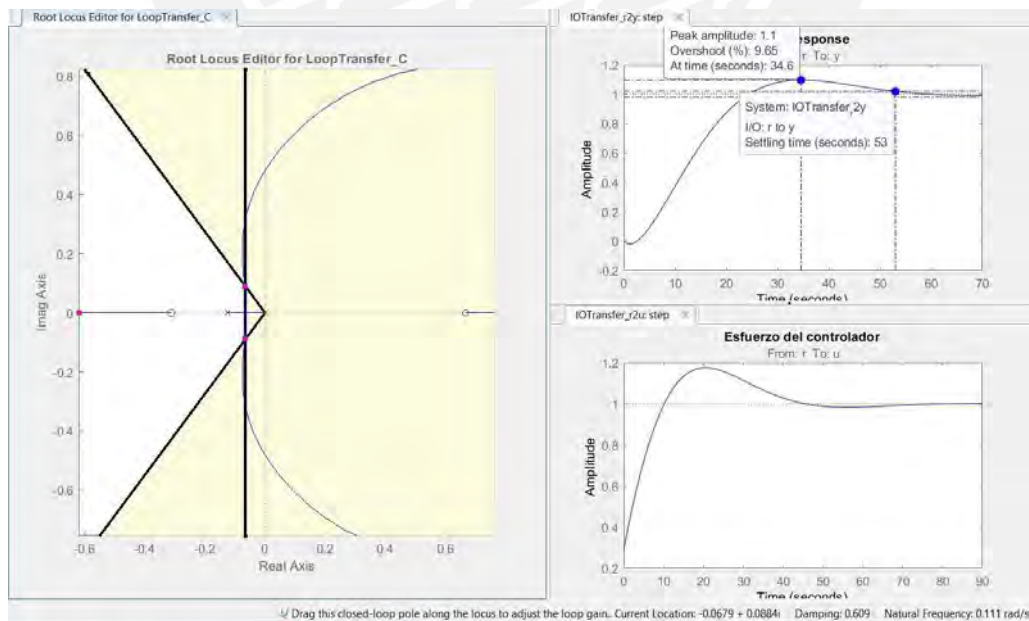 Root Locus Editor for LoopTransfer_C
Root Locus Editor for LoopTransfer_C
0.8
0.6
0.4
0.2
0
-0.2
-0.4
-0.6
Imag Axis
-0.6
-0.4
-0.2
0
0.2
0.4
0.6
Real Axis
IOTransfer_r2y: step
Peak amplitude: 1.1
Overshoot (%): 9.65
At time (seconds): 34.6
esponse
r To: y
System: IOTransfer_r2y
I/O: r to y
Settling time (seconds): 53
1.2
1
0.8
0.6
0.4
0.2
0
-0.2
Amplitude
0 10 20 30 40 50 60 70
Time (seconds)
IOTransfer_r2u: step
Esfuerzo del controlador
From: r To: u
1.2
1
0.8
0.6
0.4
0.2
Amplitude
0 10 20 30 40 50 60 70 80 90
Time (seconds)
Drag this closed-loop pole along the locus to adjust the loop gain. Current Location: -0.0679 + 0.0884i Damping: 0.609 Natural Frequency: 0.111 rad/s